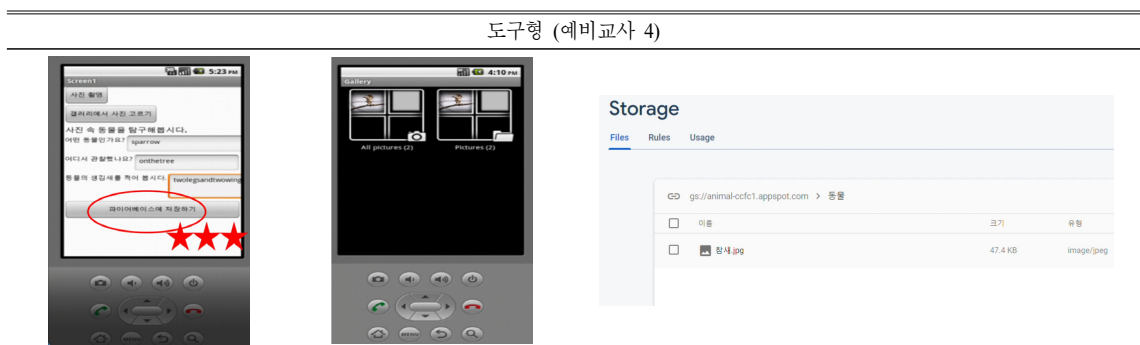 도구형 (예비교사 4)
5:23 PM
Screen1
사진 촬영
갤러리에서 사진 고르기
사진 속 동물을 탐구해봅시다.
어떤 동물인가요? sparrow
어디서 관찰했나요? onthetree
동물의 생김새를 적어 봅시다. twolegsandtwowing
파이어베이스에 저장하기
MENU
4:10 PM
Gallery
All pictures (2)
Pictures (2)
MENU
Storage
Files Rules Usage
gs://animal-ccfc1.appspot.com > 동물
이름 크기 유형
참새.jpg 47.4 KB image/jpeg